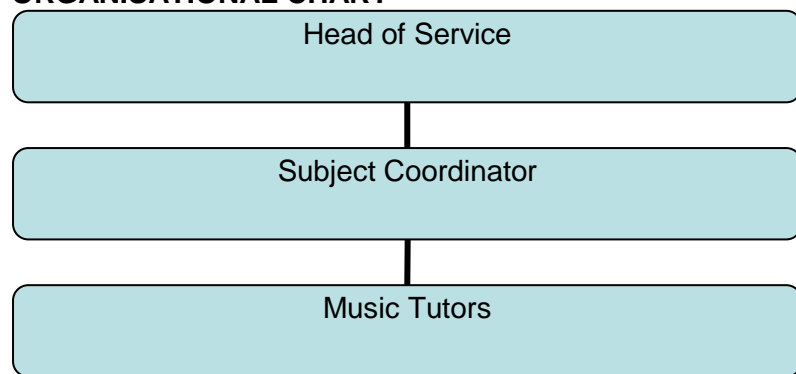 ORGANISATIONAL CHART
Head of Service
Subject Coordinator
Music Tutors